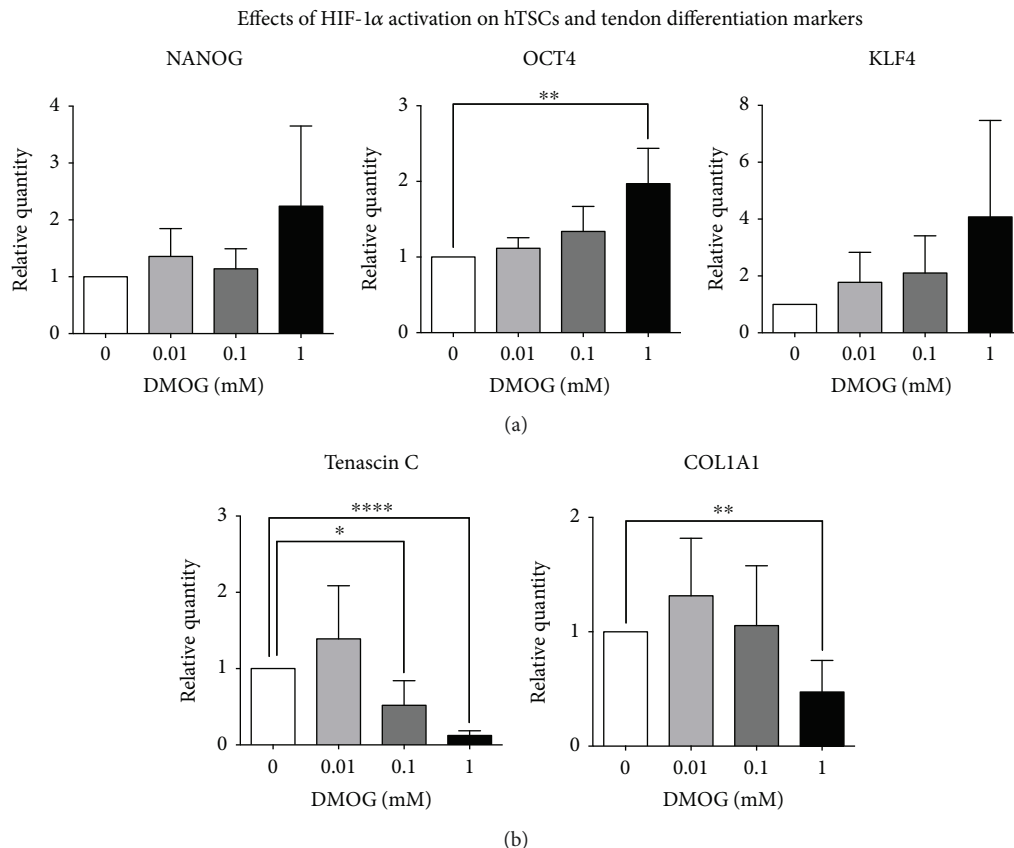 Effects of HIF-1α activation on hTSCs and tendon differentiation markers
NANOG
Relative quantity
4
3
2
1
0
0 0.01 0.1 1
DMOG (mM)
OCT4
Relative quantity
3
2
1
0
**
0 0.01 0.1 1
DMOG (mM)
KLF4
Relative quantity
8
6
4
2
0
0 0.01 0.1 1
DMOG (mM)
(a)
Tenascin C
Relative quantity
3
2
1
0
****
*
0 0.01 0.1 1
DMOG (mM)
COL1A1
Relative quantity
2
1
0
**
0 0.01 0.1 1
DMOG (mM)
(b)